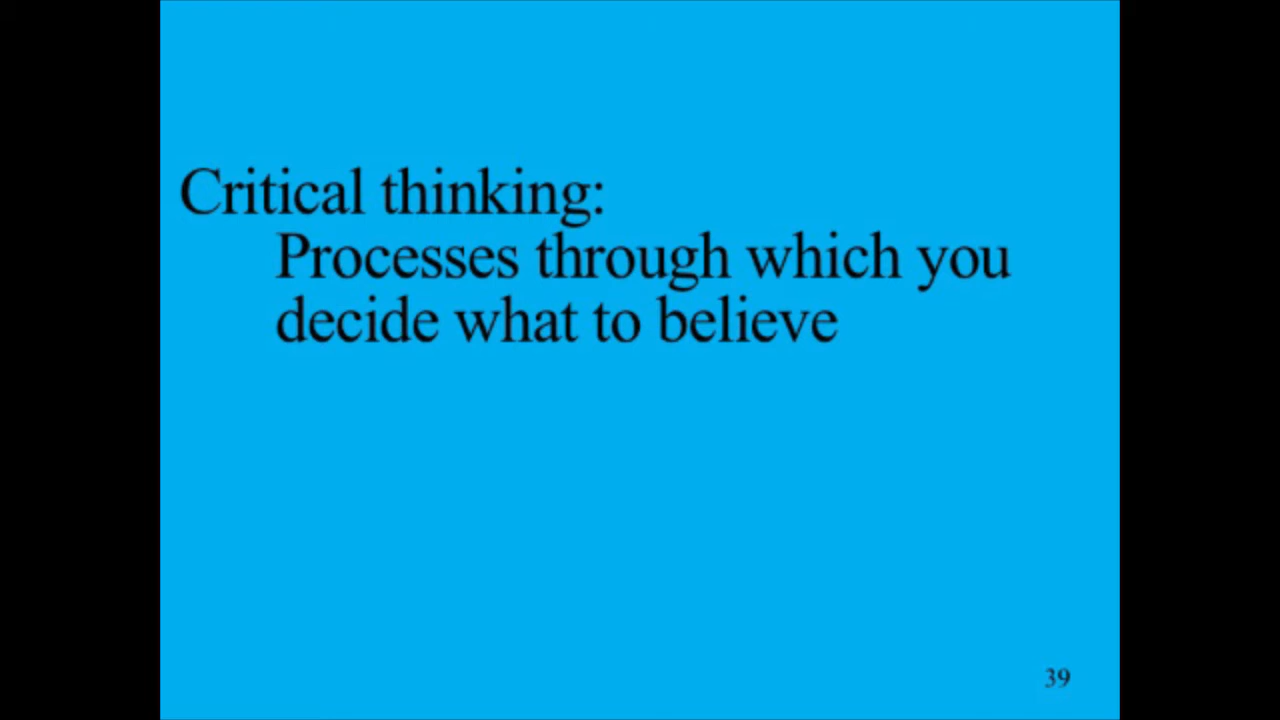 Critical thinking:
Processes through which you
decide what to believe
39